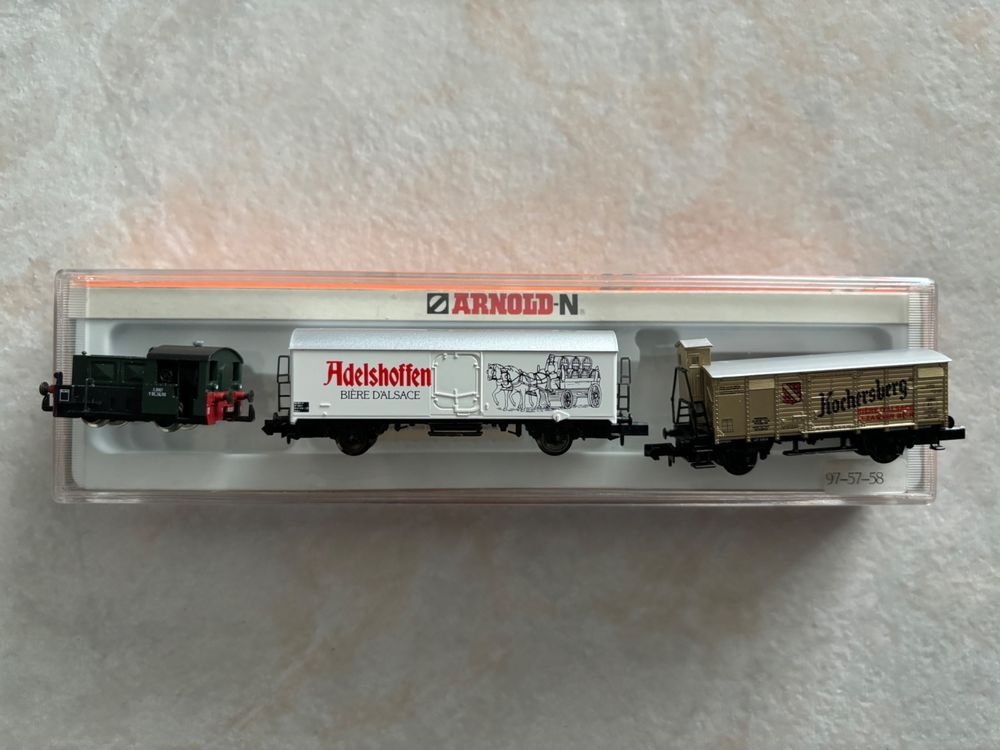 ARNOLD-N
Adelshoffen
BIÈRE D'ALSACE
Kochersberg
97-57-58